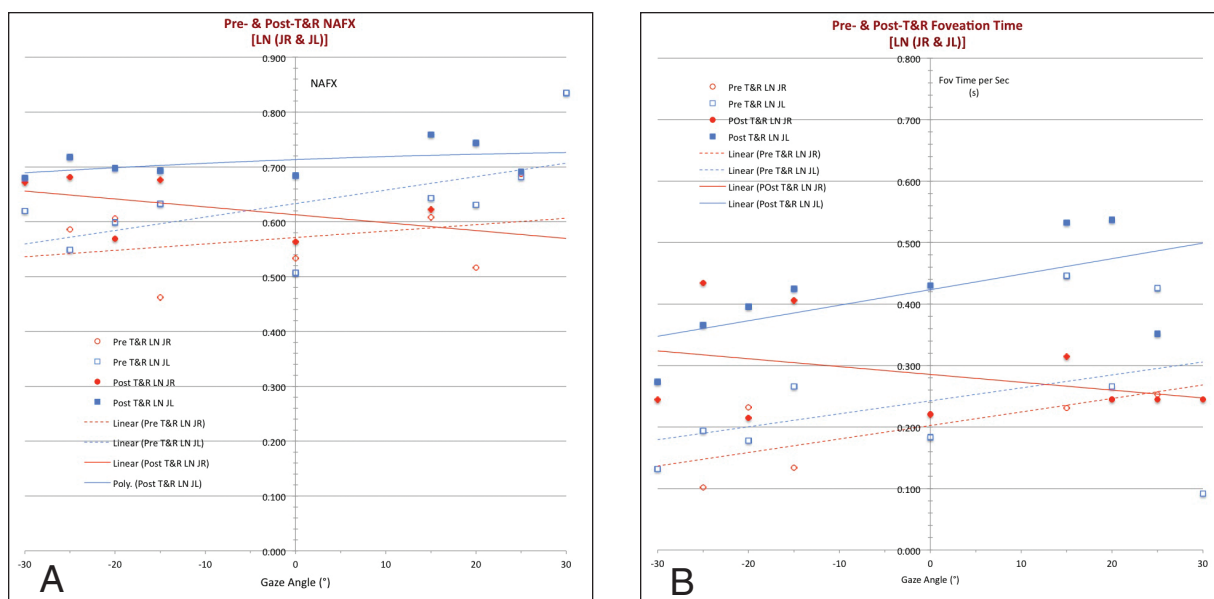 Pre- & Post-T&R NAFX
[LN (JR & JL)]
0.900
NAFX
0.800
0.700
0.600
0.500
0.400
Pre T&R LN JR
Pre T&R LN JL
Post T&R LN JR
Post T&R LN JL
Linear (Pre T&R LN JR)
Linear (Pre T&R LN JL)
Linear (Post T&R LN JR)
Poly. (Post T&R LN JL)
0.300
0.200
0.100
0.000
-30 -20 -10 0 10 20 30
Gaze Angle (°)
A
Pre- & Post-T&R Foveation Time
[LN (JR & JL)]
0.800
Fov Time per Sec
(s)
Pre T&R LN JR
Pre T&R LN JL
POst T&R LN JR
Post T&R LN JL
Linear (Pre T&R LN JR)
Linear (Pre T&R LN JL)
Linear (POst T&R LN JR)
Linear (Post T&R LN JL)
0.700
0.600
0.500
0.400
0.300
0.200
0.100
0.000
-30 -20 -10 0 10 20 30
Gaze Angle (°)
B